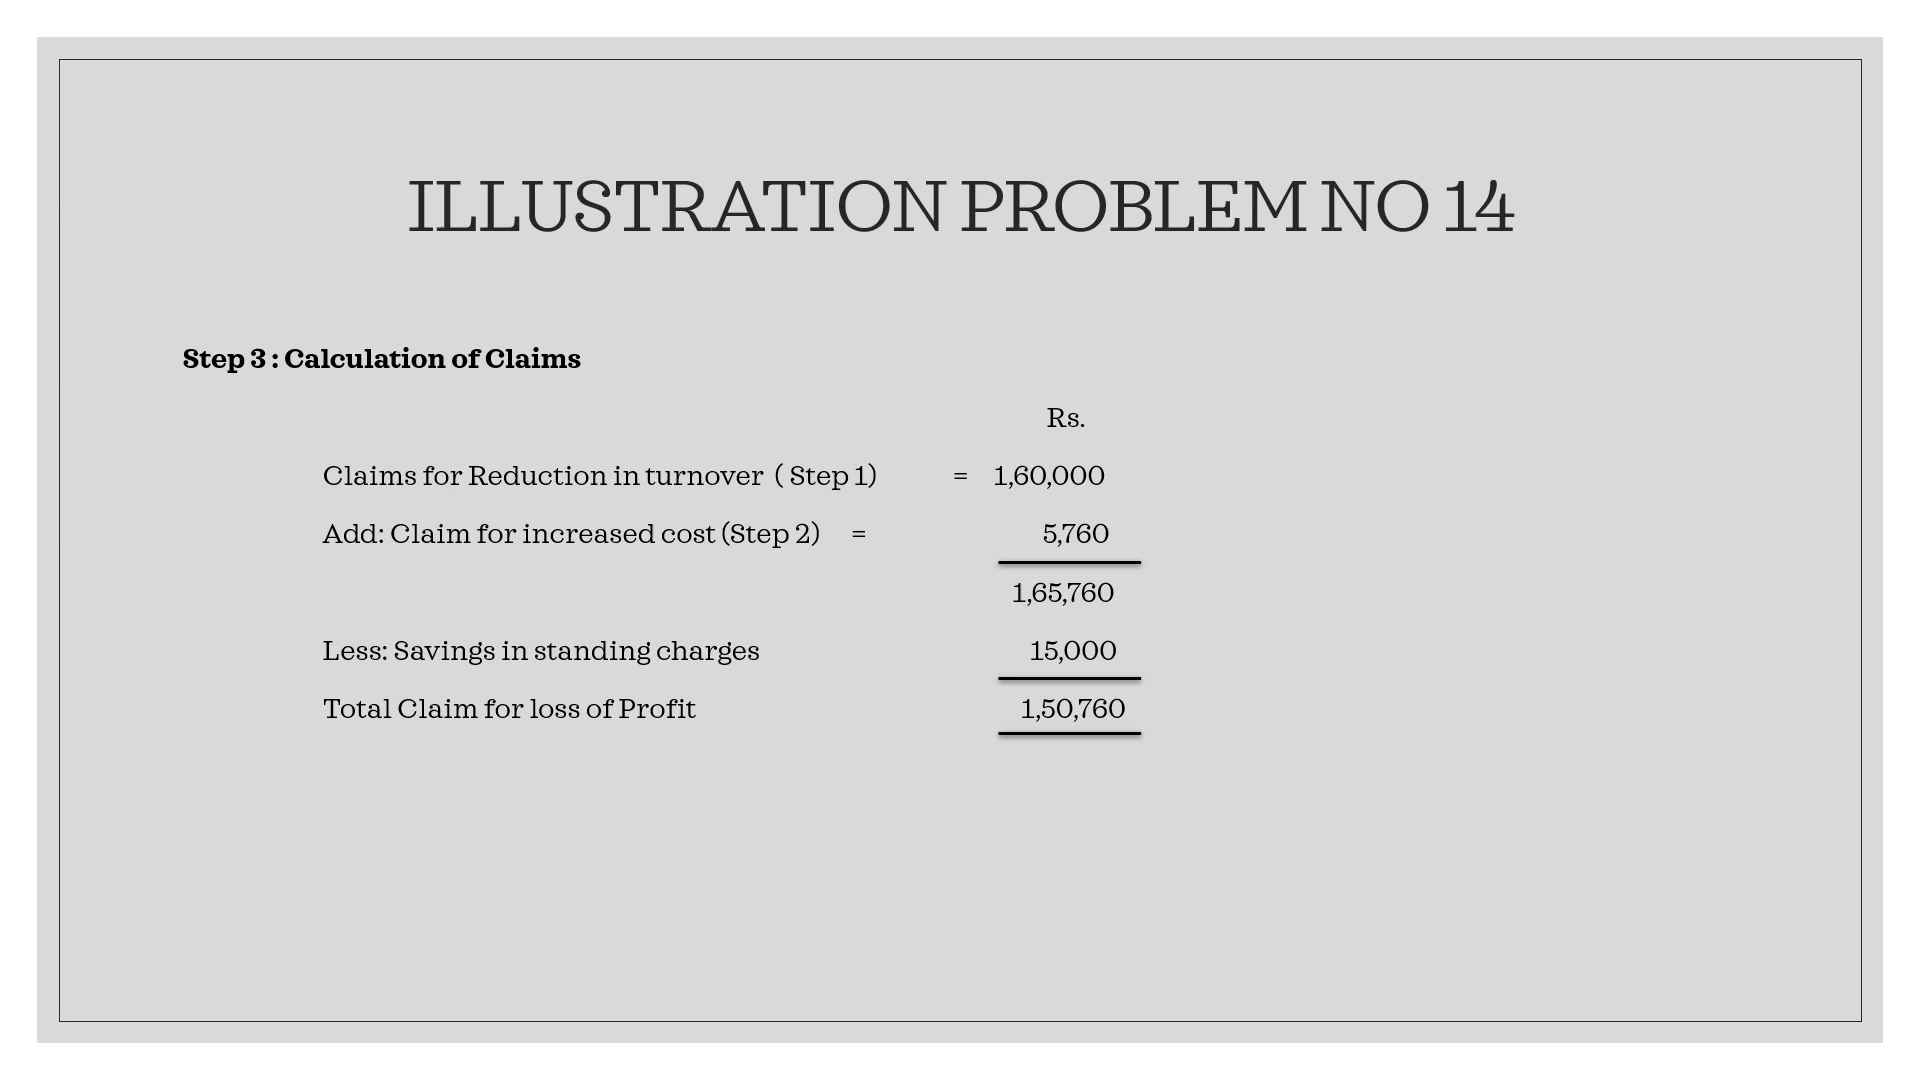 ILLUSTRATION PROBLEM NO 14
Step 3 : Calculation of Claims
Rs.
Claims for Reduction in turnover ( Step 1) = 1,60,000
Add: Claim for increased cost (Step 2) = 5,760
1,65,760
Less: Savings in standing charges 15,000
Total Claim for loss of Profit 1,50,760